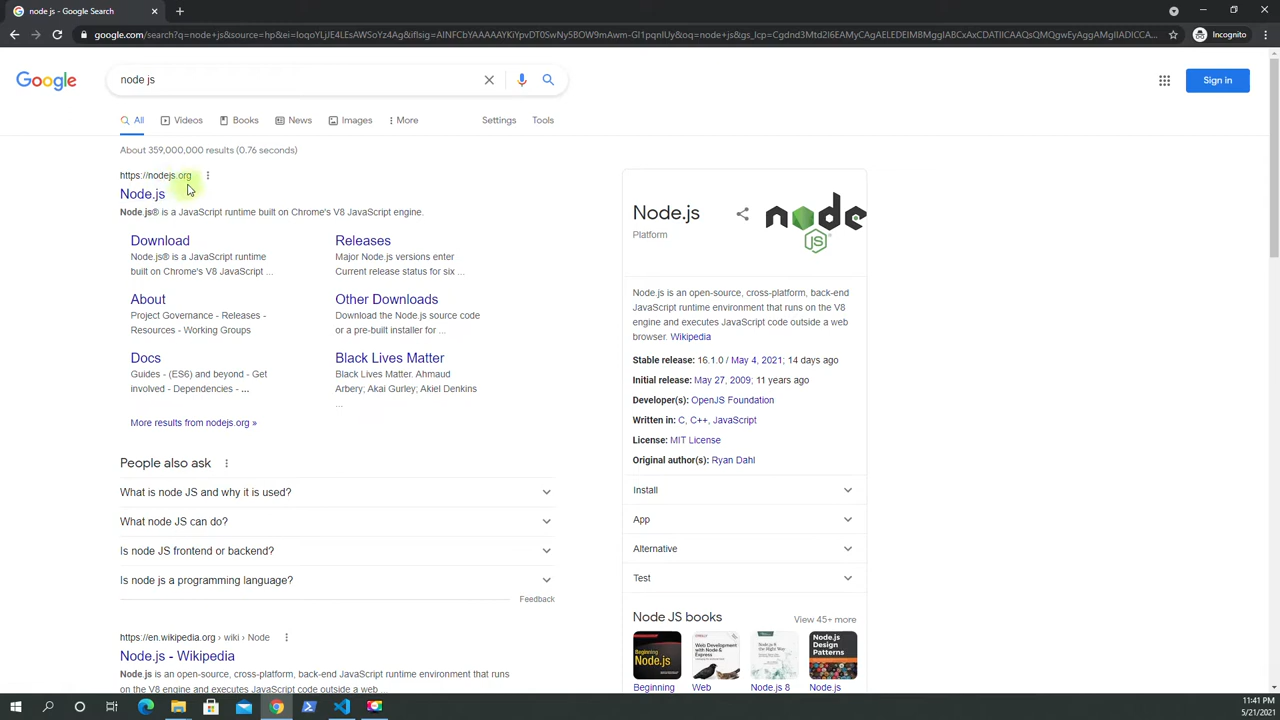 node js - Google Search
Incognito
google.com/search?q=node+js&source=hp&ei=
Google
node js
Sign in
All
Videos
Books
News
Images
More
Settings
Tools
About 359,000,000 results (0.76 seconds)
https://nodejs.org
Node.js
Node.js® is a JavaScript runtime built on Chrome's V8 JavaScript engine.
Download
Node.js® is a JavaScript runtime
built on Chrome's V8 JavaScript ...
Releases
Major Node.js versions enter
Current release status for six ...
About
Project Governance - Releases -
Resources - Working Groups
Other Downloads
Download the Node.js source code
or a pre-built installer for ...
Docs
Guides - (ES6) and beyond - Get
involved - Dependencies - ...
Black Lives Matter
Black Lives Matter. Ahmaud
Arbery; Akai Gurley; Akiel Denkins
...
More results from nodejs.org »
People also ask
What is node JS and why it is used?
What node JS can do?
Is node JS frontend or backend?
Is node js a programming language?
Feedback
https://en.wikipedia.org › wiki › Node
Node.js - Wikipedia
Node js is an open-source, cross-platform, back-end JavaScript runtime environment that runs
on the V8 engine and executes JavaScript code outside a web ...
Node.js
Platform
node
JS
Node.js is an open-source, cross-platform, back-end
JavaScript runtime environment that runs on the V8
engine and executes JavaScript code outside a web
browser. Wikipedia
Stable release: 16.1.0 / May 4, 2021; 14 days ago
Initial release: May 27, 2009; 11 years ago
Developer(s): OpenJS Foundation
Written in: C, C++, JavaScript
License: MIT License
Original author(s): Ryan Dahl
Install
App
Alternative
Test
Node JS books
View 45+ more
Beginning
Node.js
Web
Development
with Node &
Express
Node.js 8
the Right Way
Node.js
Design
Patterns
Beginning
Web
Node.js 8
Node.js
11:41 PM
5/21/2021